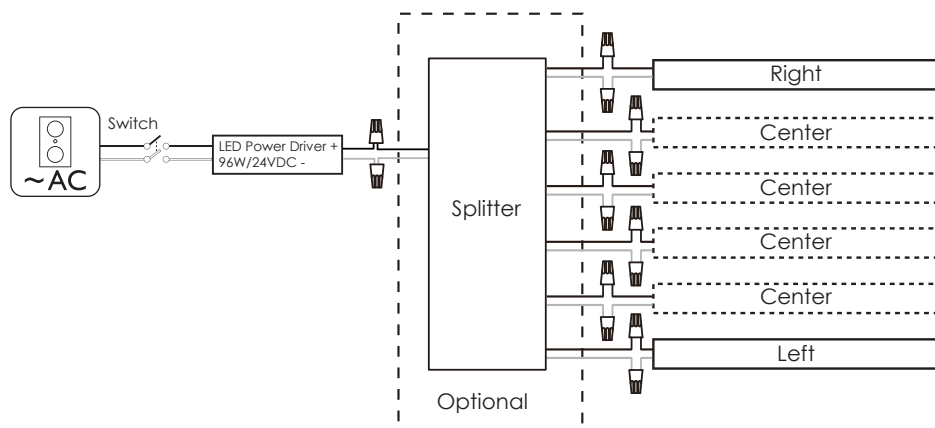 Switch
~AC
LED Power Driver +
96W/24VDC -
Splitter
Optional
Right
Center
Center
Center
Center
Left